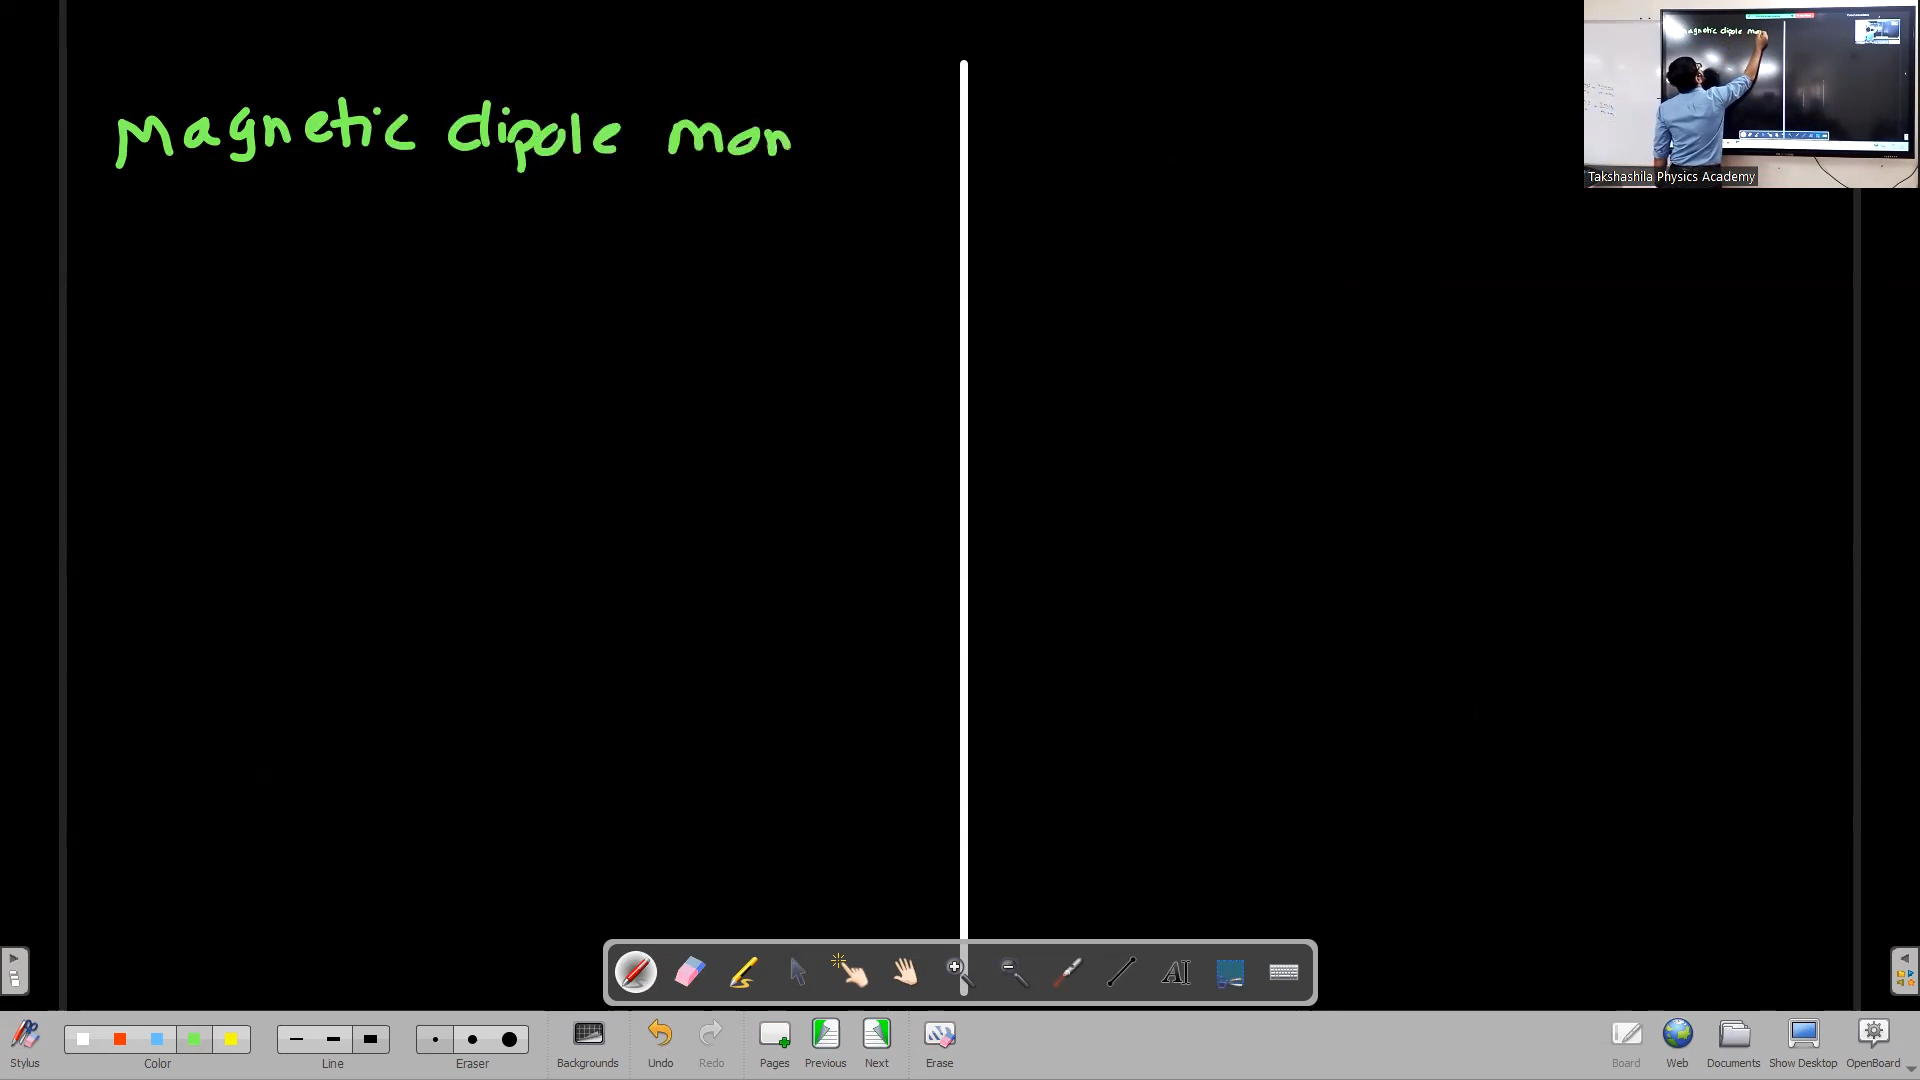 Magnetic dipole mon
Takshashila Physics Academy
Stylus
Color
Line
Eraser
Backgrounds
Undo
Redo
Pages
Previous
Next
Erase
Board
Web
Documents
Show Desktop
OpenBoard
AI